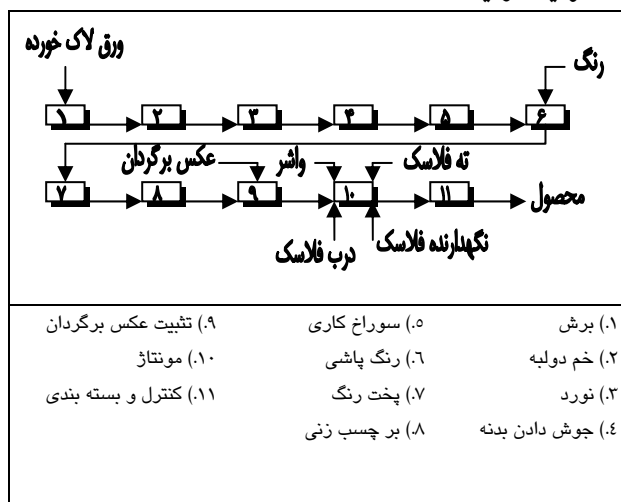 ورق لاک خورده
رنگ
۱ ۲ ۳ ۴ ۵ ۶
عکس برگردان واشر ته فلاسک
۷ ۸ ۹ ۱۰ ۱۱ محصول
درب فلاسک نگهدارنده فلاسک
۱.) برش ۵.) سوراخ کاری ۹.) تثبیت عکس برگردان
۲.) خم دولبه ۶.) رنگ پاشی ۱۰.) مونتاژ
۳.) نورد ۷.) پخت رنگ ۱۱.) کنترل و بسته بندی
۴.) جوش دادن بدنه ۸.) بر چسب زنی